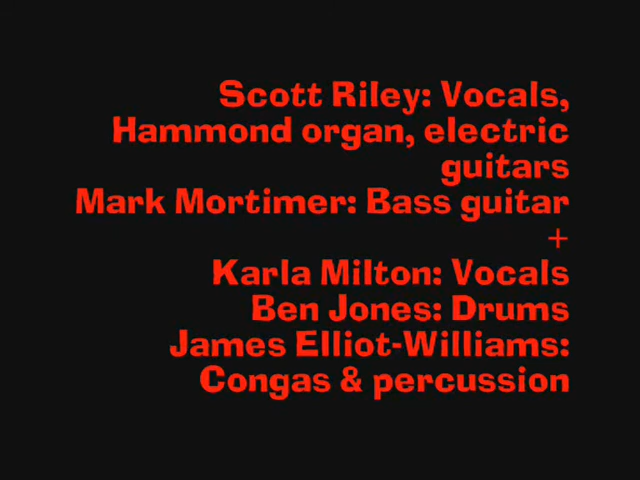 Scott Riley: Vocals,
Hammond organ, electric
guitars
Mark Mortimer: Bass guitar
+
Karla Milton: Vocals
Ben Jones: Drums
James Elliot-Williams:
Congas & percussion